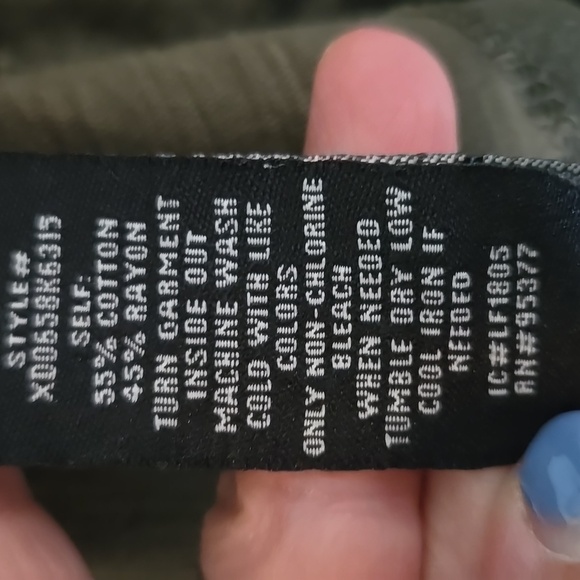 STYLE#
X00658K6315
SELF:
55% COTTON
45% RAYON
TURN GARMENT
INSIDE OUT
MACHINE WASH
COLD WITH LIKE
COLORS
ONLY NON-CHLORINE
BLEACH
WHEN NEEDED
TUMBLE DRY LOW
COOL IRON IF
NEEDED
IC#LF1805
RN#95377